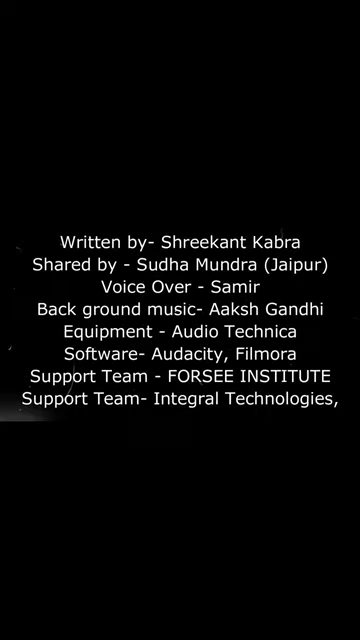 Written by- Shreekant Kabra
Shared by - Sudha Mundra (Jaipur)
Voice Over - Samir
Back ground music- Aaksh Gandhi
Equipment - Audio Technica
Software- Audacity, Filmora
Support Team - FORSEE INSTITUTE
Support Team- Integral Technologies,